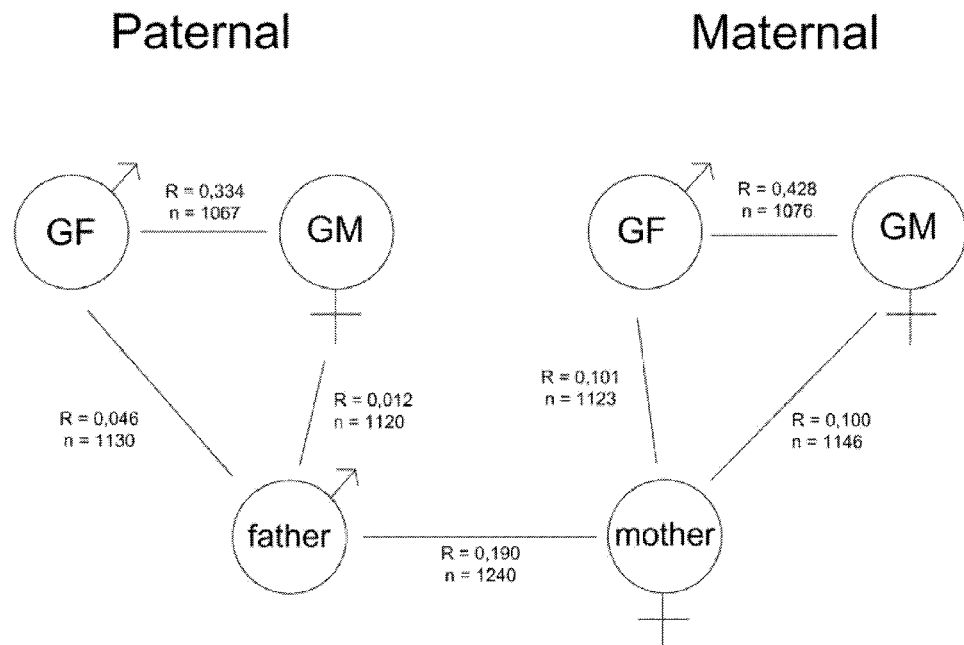 Paternal
Maternal
GF
R = 0,334
n = 1067
GM
GF
R = 0,428
n = 1076
GM
R = 0,046
n = 1130
R = 0,012
n = 1120
R = 0,101
n = 1123
R = 0,100
n = 1146
father
R = 0,190
n = 1240
mother